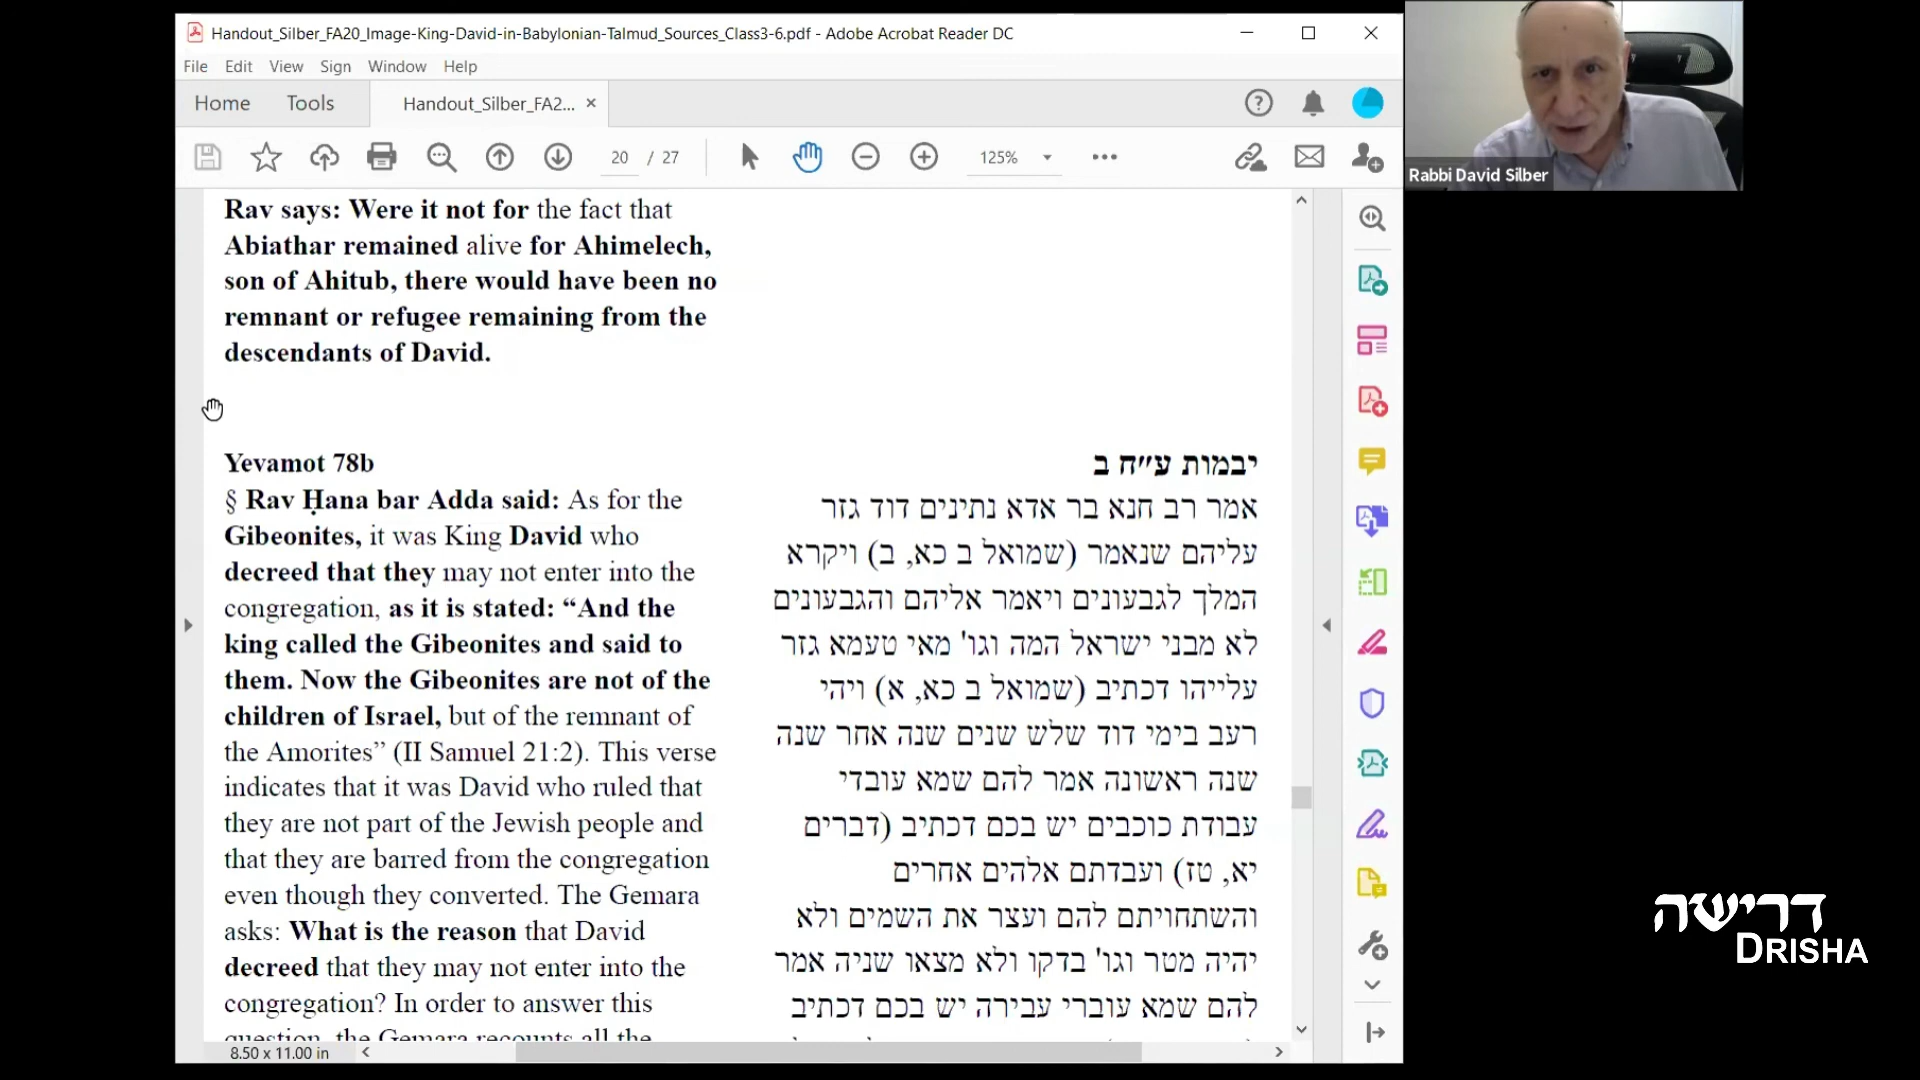 Handout_Silber_FA20_Image-King-David-in-Babylonian-Talmud_Sources_Class3-6.pdf - Adobe Acrobat Reader DC
File Edit View Sign Window Help
Home Tools Handout_Silber_FA2... ×
20 / 27 125%
Rabbi David Silber
Rav says: Were it not for the fact that
Abiathar remained alive for Ahimelech,
son of Ahitub, there would have been no
remnant or refugee remaining from the
descendants of David.
Yevamot 78b
§ Rav Ḥana bar Adda said: As for the
Gibeonites, it was King David who
decreed that they may not enter into the
congregation, as it is stated: “And the
king called the Gibeonites and said to
them. Now the Gibeonites are not of the
children of Israel, but of the remnant of
the Amorites” (II Samuel 21:2). This verse
indicates that it was David who ruled that
they are not part of the Jewish people and
that they are barred from the congregation
even though they converted. The Gemara
asks: What is the reason that David
decreed that they may not enter into the
congregation? In order to answer this
question, the Gemara recounts all the
יבמות ע״ח ב
אמר רב חנא בר אדא נתינים דוד גזר
עליהם שנאמר (שמואל ב כא, ב) ויקרא
המלך לגבעונים ויאמר אליהם והגבעונים
לא מבני ישראל המה וגו' מאי טעמא גזר
עלייהו דכתיב (שמואל ב כא, א) ויהי
רעב בימי דוד שלש שנים שנה אחר שנה
שנה ראשונה אמר להם שמא עובדי
עבודת כוכבים יש בכם דכתיב (דברים
יא, טז) ועבדתם אלהים אחרים
והשתחויתם להם ועצר את השמים ולא
יהיה מטר וגו' בדקו ולא מצאו שניה אמר
להם שמא עוברי עבירה יש בכם דכתיב
8.50 x 11.00 in
דרישה
DRISHA